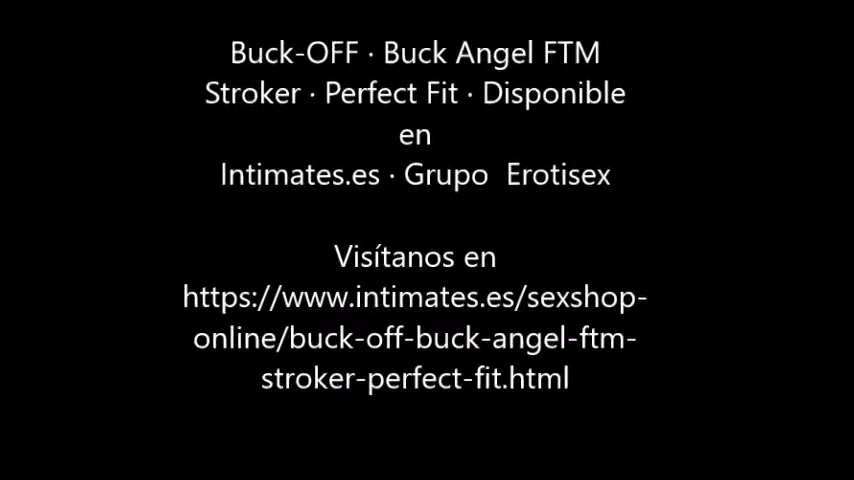 Buck-OFF · Buck Angel FTM
Stroker · Perfect Fit · Disponible
en
Intimates.es · Grupo  Erotisex
Visítanos en
https://www.intimates.es/sexshop-
online/buck-off-buck-angel-ftm-
stroker-perfect-fit.html